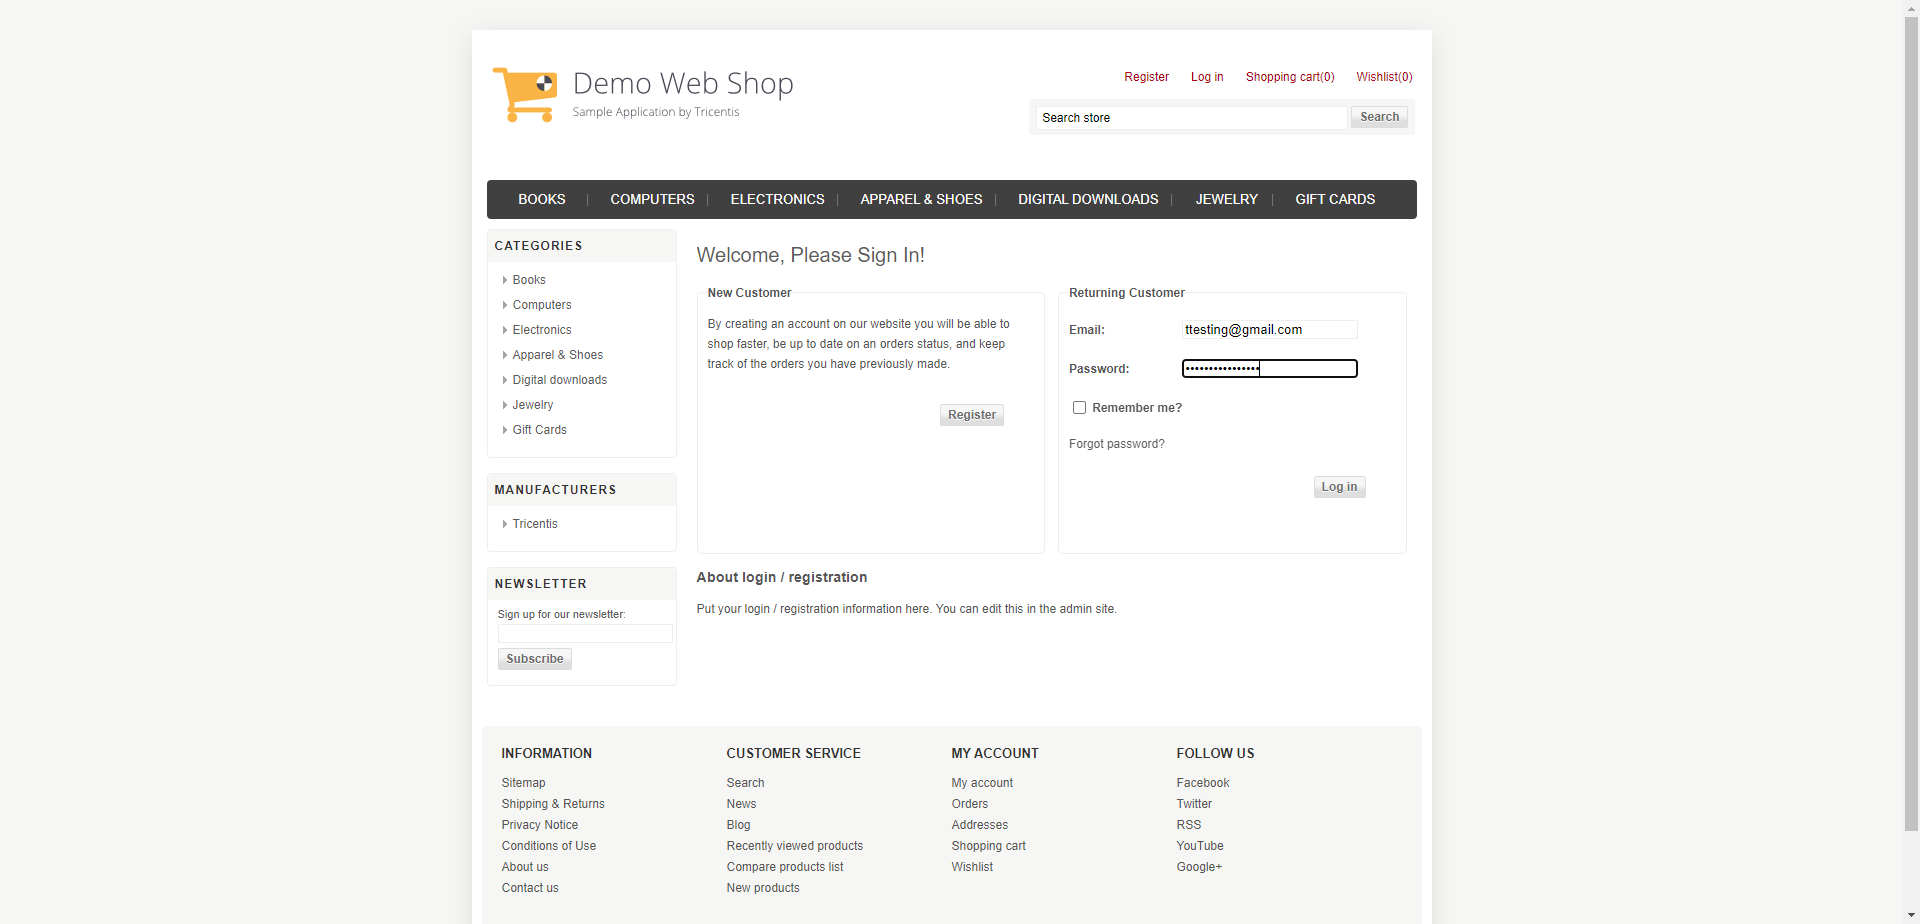 Demo Web Shop
Sample Application by Tricentis
Register Log in Shopping cart(0) Wishlist(0)
Search store Search
BOOKS COMPUTERS ELECTRONICS APPAREL & SHOES DIGITAL DOWNLOADS JEWELRY GIFT CARDS
CATEGORIES
Books
Computers
Electronics
Apparel & Shoes
Digital downloads
Jewelry
Gift Cards
MANUFACTURERS
Tricentis
NEWSLETTER
Sign up for our newsletter:
Subscribe
Welcome, Please Sign In!
New Customer
By creating an account on our website you will be able to
shop faster, be up to date on an orders status, and keep
track of the orders you have previously made.
Register
Returning Customer
Email: ttesting@gmail.com
Password: ••••••••••••••••
Remember me?
Forgot password?
Log in
About login / registration
Put your login / registration information here. You can edit this in the admin site.
INFORMATION
Sitemap
Shipping & Returns
Privacy Notice
Conditions of Use
About us
Contact us
CUSTOMER SERVICE
Search
News
Blog
Recently viewed products
Compare products list
New products
MY ACCOUNT
My account
Orders
Addresses
Shopping cart
Wishlist
FOLLOW US
Facebook
Twitter
RSS
YouTube
Google+